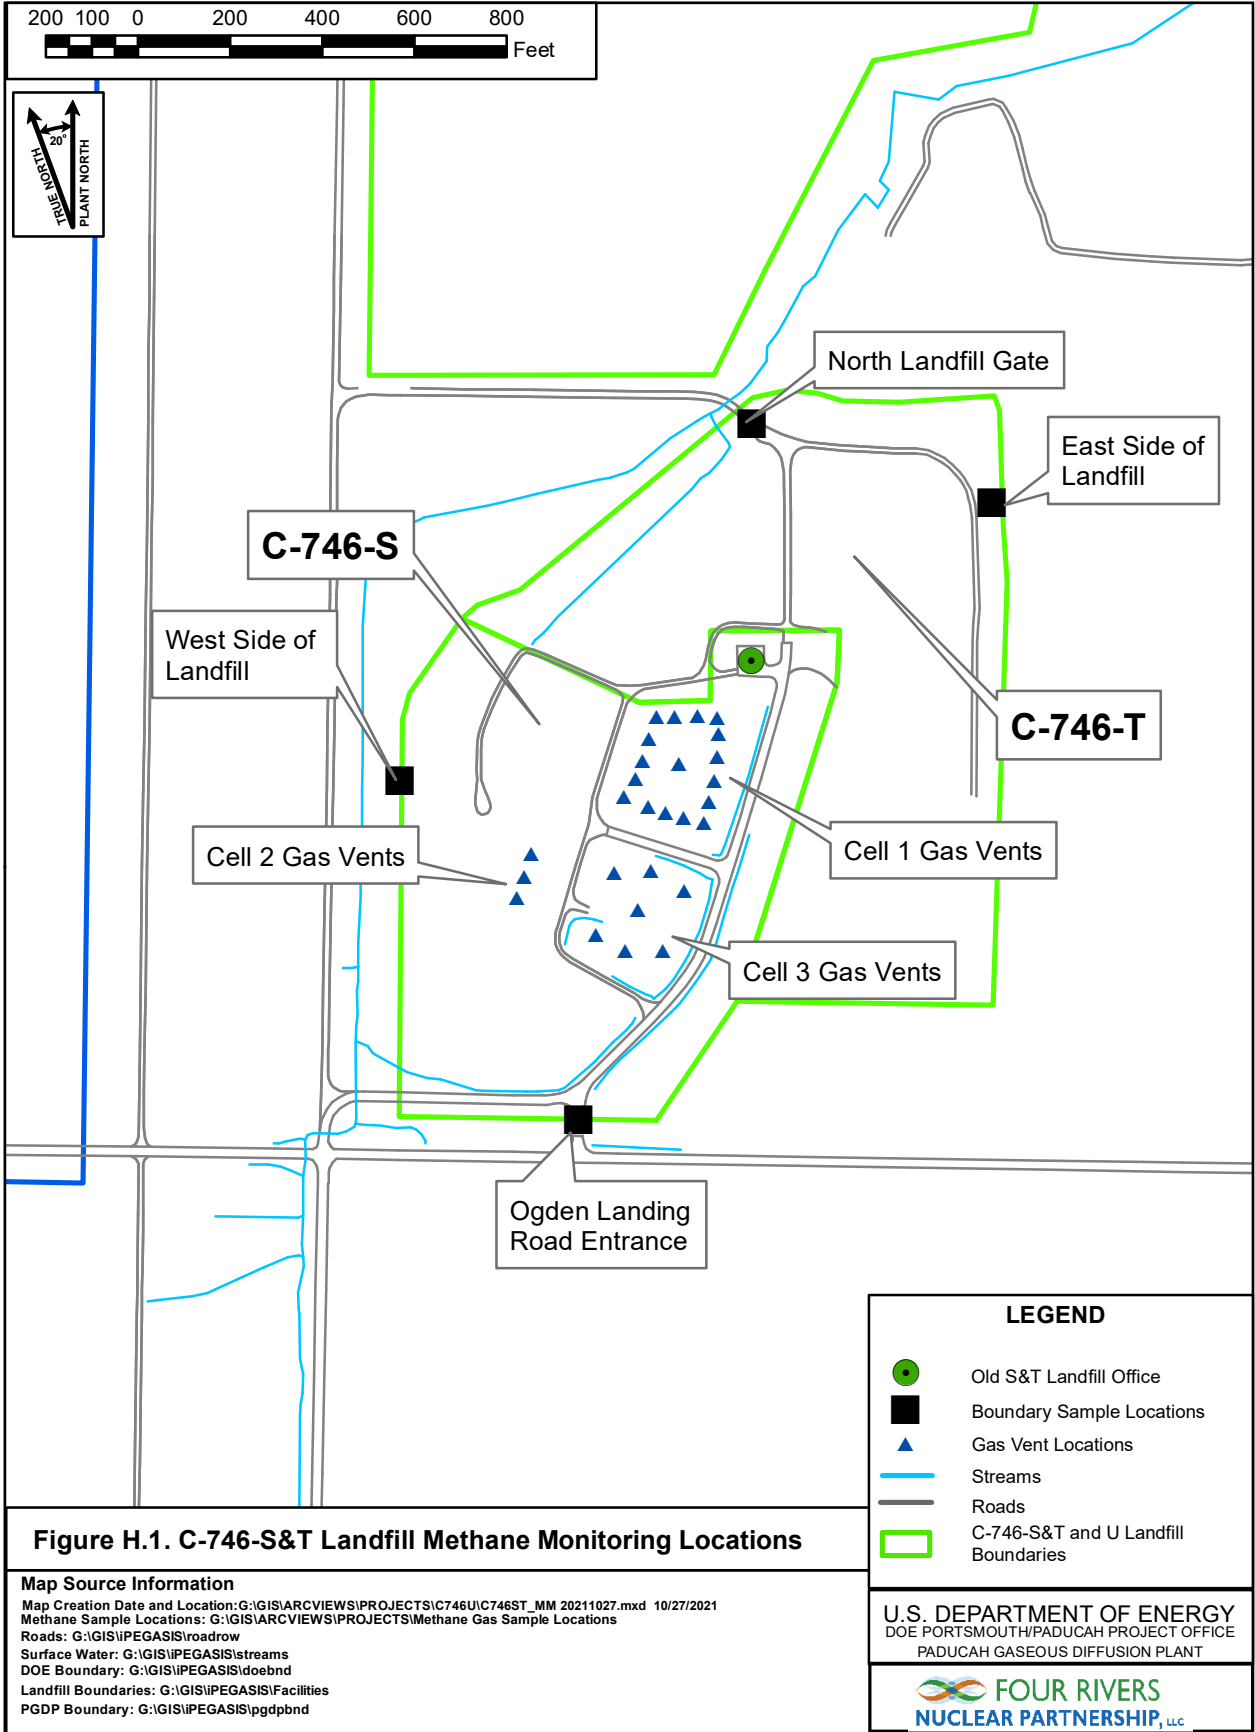 200 100 0 200 400 600 800
Feet
20°
TRUE NORTH
PLANT NORTH
North Landfill Gate
East Side of
Landfill
C-746-S
West Side of
Landfill
C-746-T
Cell 2 Gas Vents
Cell 1 Gas Vents
Cell 3 Gas Vents
Ogden Landing
Road Entrance
LEGEND
Old S&T Landfill Office
Boundary Sample Locations
Gas Vent Locations
Streams
Roads
C-746-S&T and U Landfill
Boundaries
Figure H.1. C-746-S&T Landfill Methane Monitoring Locations
Map Source Information
Map Creation Date and Location:G:\GIS\ARCVIEWS\PROJECTS\C746U\C746ST_MM 20211027.mxd 10/27/2021
Methane Sample Locations: G:\GIS\ARCVIEWS\PROJECTS\Methane Gas Sample Locations
Roads: G:\GIS\iPEGASIS\roadrow
Surface Water: G:\GIS\iPEGASIS\streams
DOE Boundary: G:\GIS\iPEGASIS\doebnd
Landfill Boundaries: G:\GIS\iPEGASIS\Facilities
PGDP Boundary: G:\GIS\iPEGASIS\pgdpbnd
U.S. DEPARTMENT OF ENERGY
DOE PORTSMOUTH/PADUCAH PROJECT OFFICE
PADUCAH GASEOUS DIFFUSION PLANT
FOUR RIVERS
NUCLEAR PARTNERSHIP, LLC